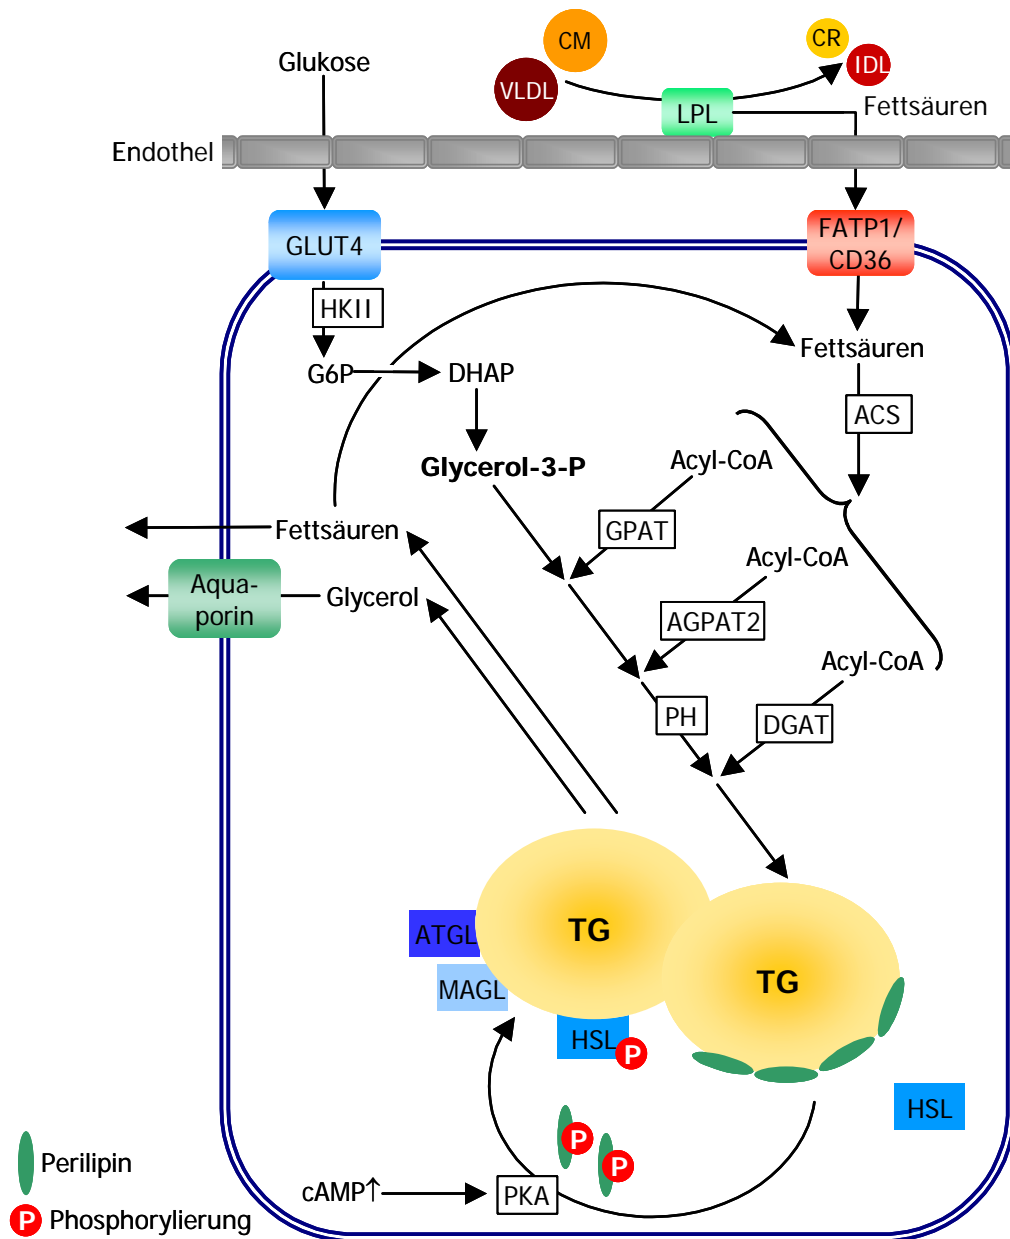 CM
CR
Glukose
IDL
VLDL
LPL
Fettsäuren
Endothel
GLUT4
FATP1/
CD36
HKII
Fettsäuren
G6P
DHAP
ACS
Glycerol-3-P
Acyl-CoA
Fettsäuren
GPAT
Acyl-CoA
Aqua-
porin
Glycerol
AGPAT2
Acyl-CoA
PH
DGAT
TG
ATGL
TG
MAGL
HSL
P
HSL
P
P
Perilipin
cAMP↑
PKA
P
Phosphorylierung